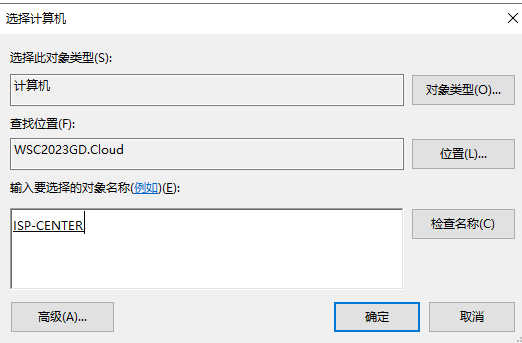 选择计算机
选择此对象类型(S):
计算机
对象类型(O)...
查找位置(F):
WSC2023GD.Cloud
位置(L)...
输入要选择的对象名称(例如)(E):
ISP-CENTER
检查名称(C)
高级(A)...
确定
取消